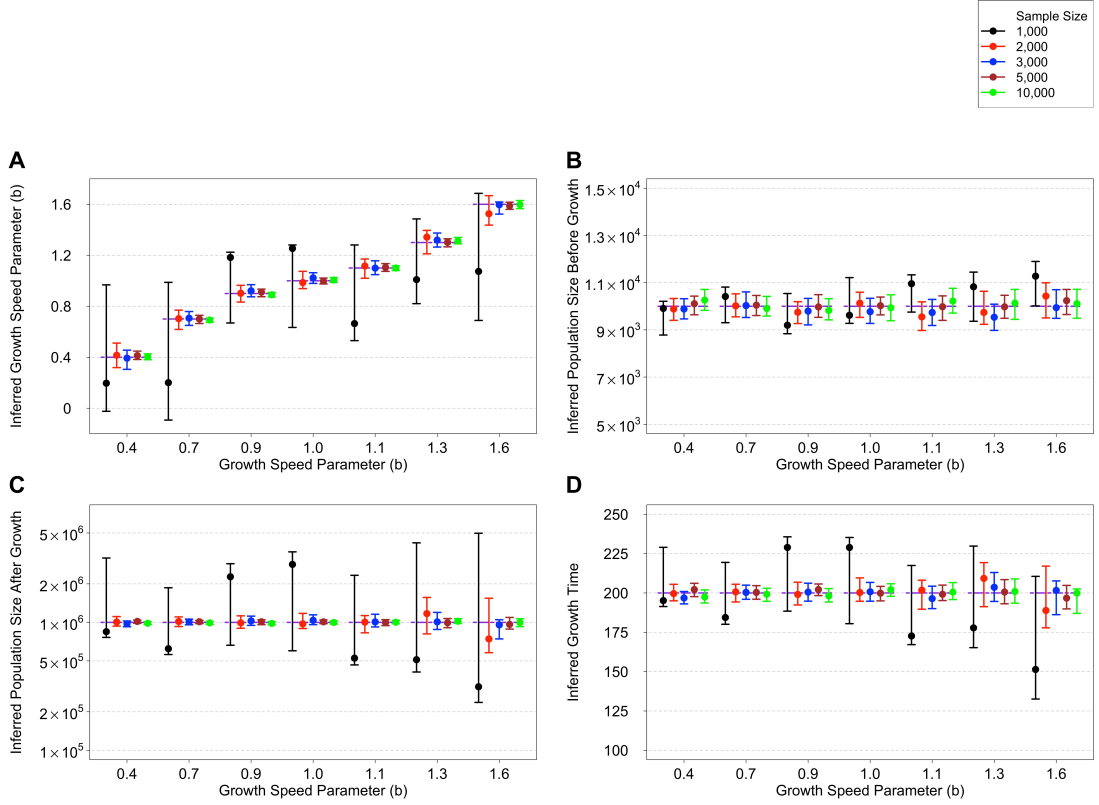 Sample Size
1,000
2,000
3,000
5,000
10,000
A
Inferred Growth Speed Parameter (b)
1.6
1.2
0.8
0.4
0
0.4 0.7 0.9 1.0 1.1 1.3 1.6
Growth Speed Parameter (b)
B
Inferred Population Size Before Growth
1.5 × 10⁴
1.3 × 10⁴
1.1 × 10⁴
9 × 10³
7 × 10³
5 × 10³
0.4 0.7 0.9 1.0 1.1 1.3 1.6
Growth Speed Parameter (b)
C
Inferred Population Size After Growth
5 × 10⁶
2 × 10⁶
1 × 10⁶
5 × 10⁵
2 × 10⁵
1 × 10⁵
0.4 0.7 0.9 1.0 1.1 1.3 1.6
Growth Speed Parameter (b)
D
Inferred Growth Time
250
225
200
175
150
125
100
0.4 0.7 0.9 1.0 1.1 1.3 1.6
Growth Speed Parameter (b)